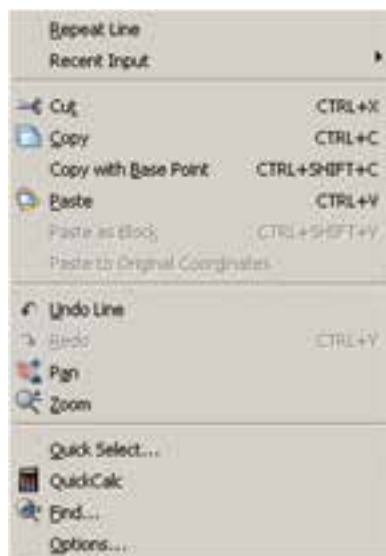 Repeat Line
Recent Input
Cut CTRL+X
Copy CTRL+C
Copy with Base Point CTRL+SHIFT+C
Paste CTRL+V
Paste as Block CTRL+SHIFT+V
Paste to Original Coordinates
Undo Line
Redo CTRL+Y
Pan
Zoom
Quick Select...
QuickCalc
Find...
Options...